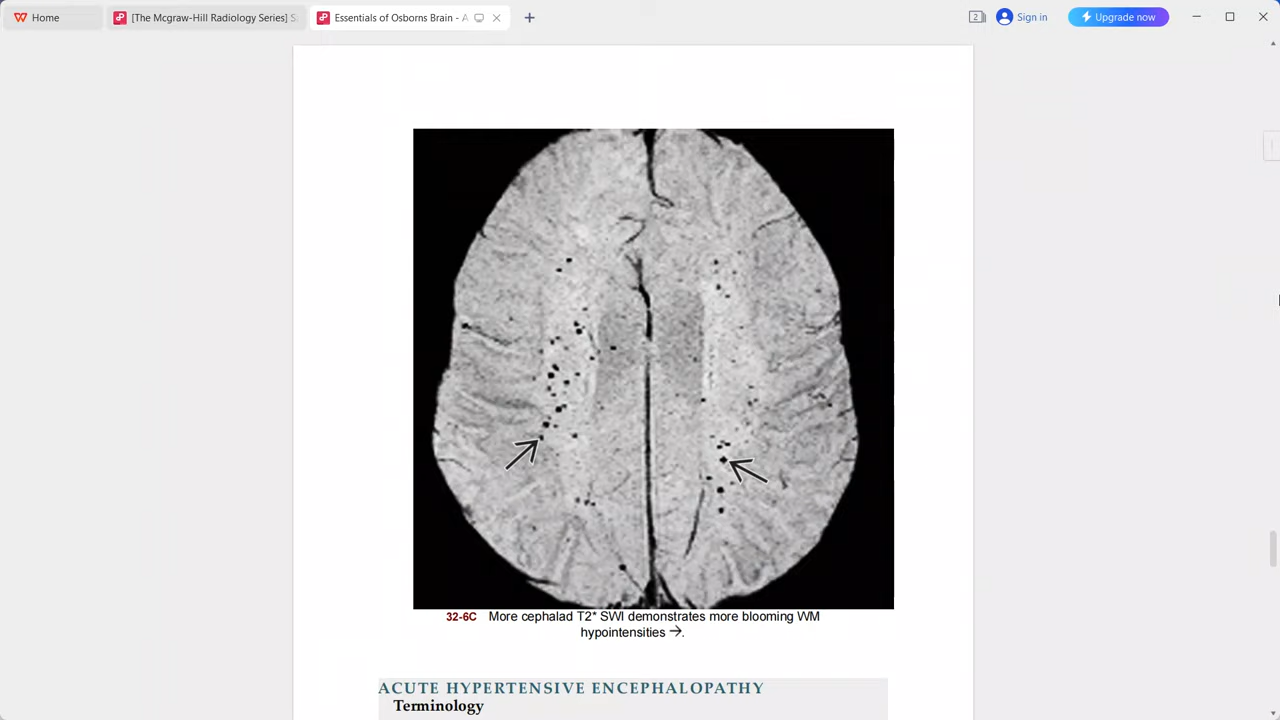 Home
[The Mcgraw-Hill Radiology Series] S
Essentials of Osborns Brain - A
2
Sign in
Upgrade now
32-6C More cephalad T2* SWI demonstrates more blooming WM
hypointensities →.
ACUTE HYPERTENSIVE ENCEPHALOPATHY
Terminology